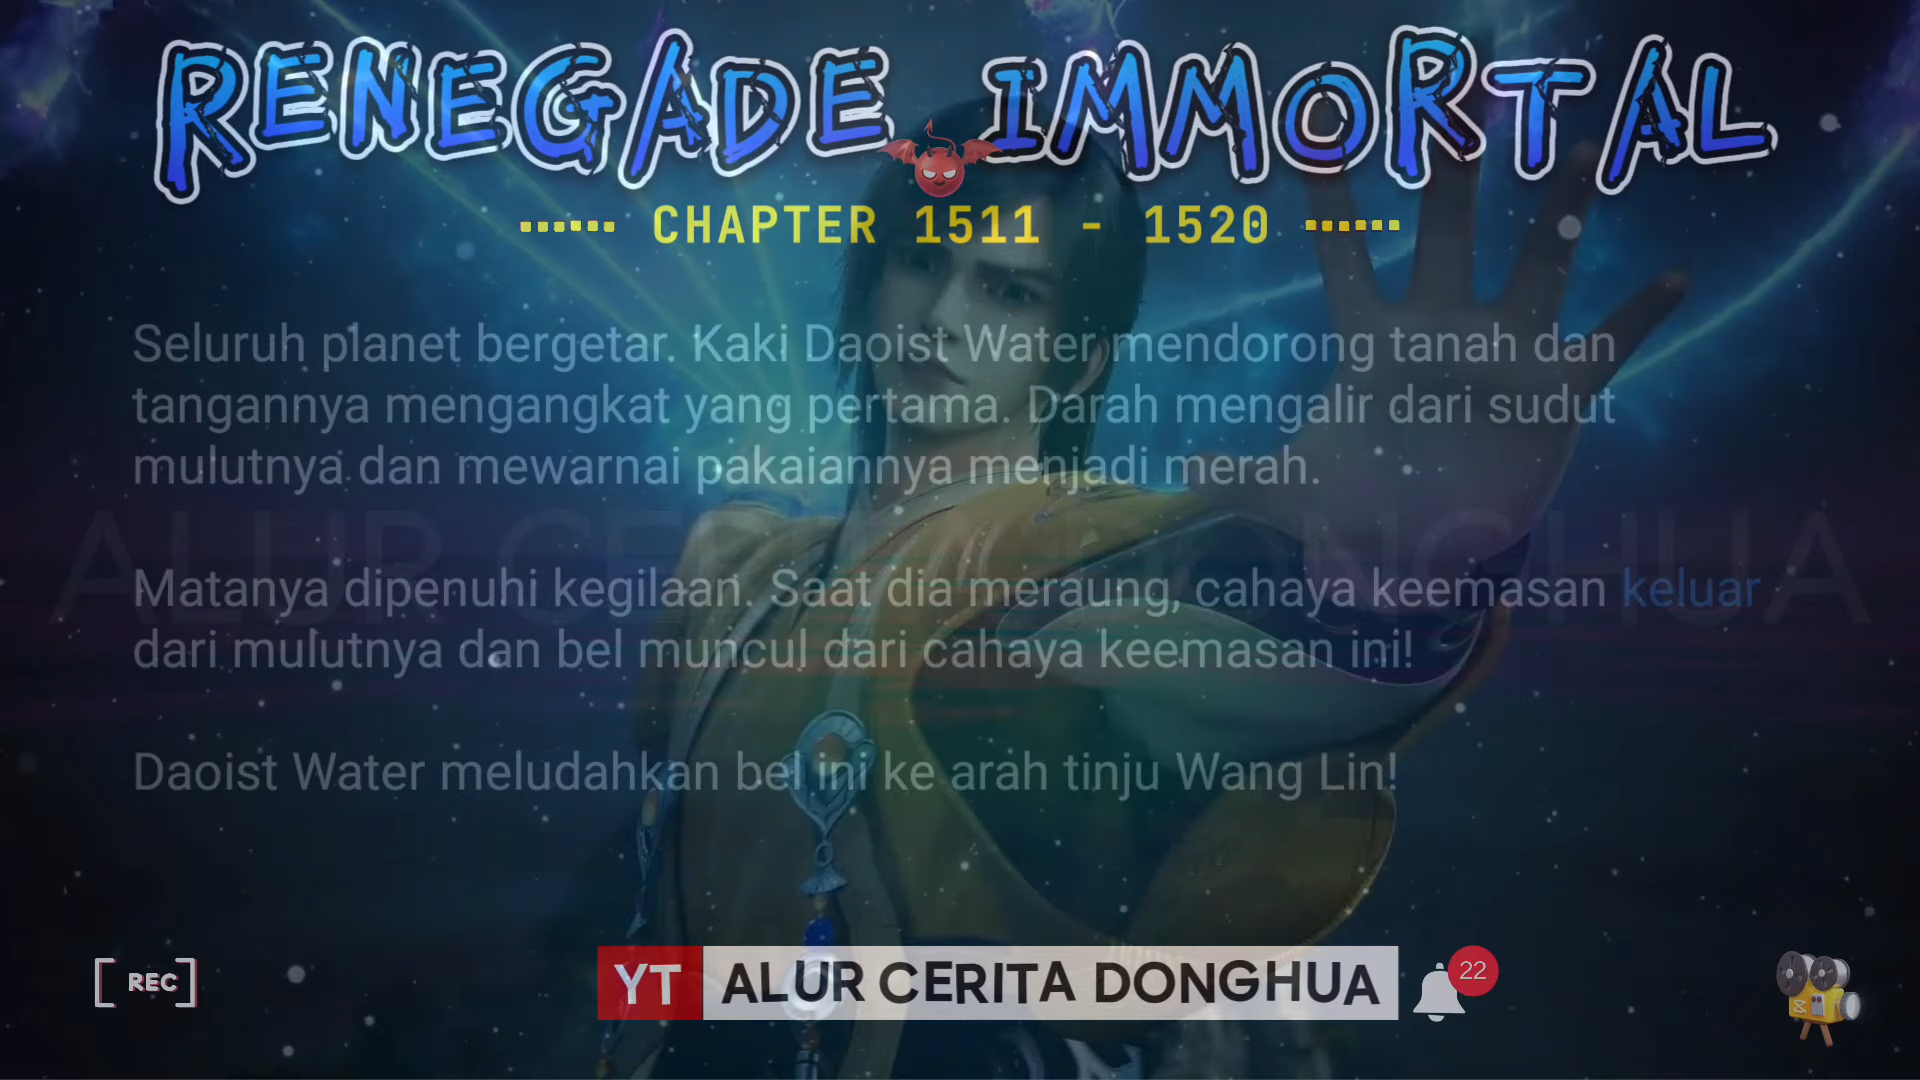 RENEGADE IMMORTAL
CHAPTER 1511 - 1520
Seluruh planet bergetar. Kaki Daoist Water mendorong tanah dan
tangannya mengangkat yang pertama. Darah mengalir dari sudut
mulutnya dan mewarnai pakaiannya menjadi merah.
ALUR CERITA DONGHUA
Matanya dipenuhi kegilaan. Saat dia meraung, cahaya keemasan keluar
dari mulutnya dan bel muncul dari cahaya keemasan ini!
Daoist Water meludahkan bel ini ke arah tinju Wang Lin!
REC
YT ALUR CERITA DONGHUA 22